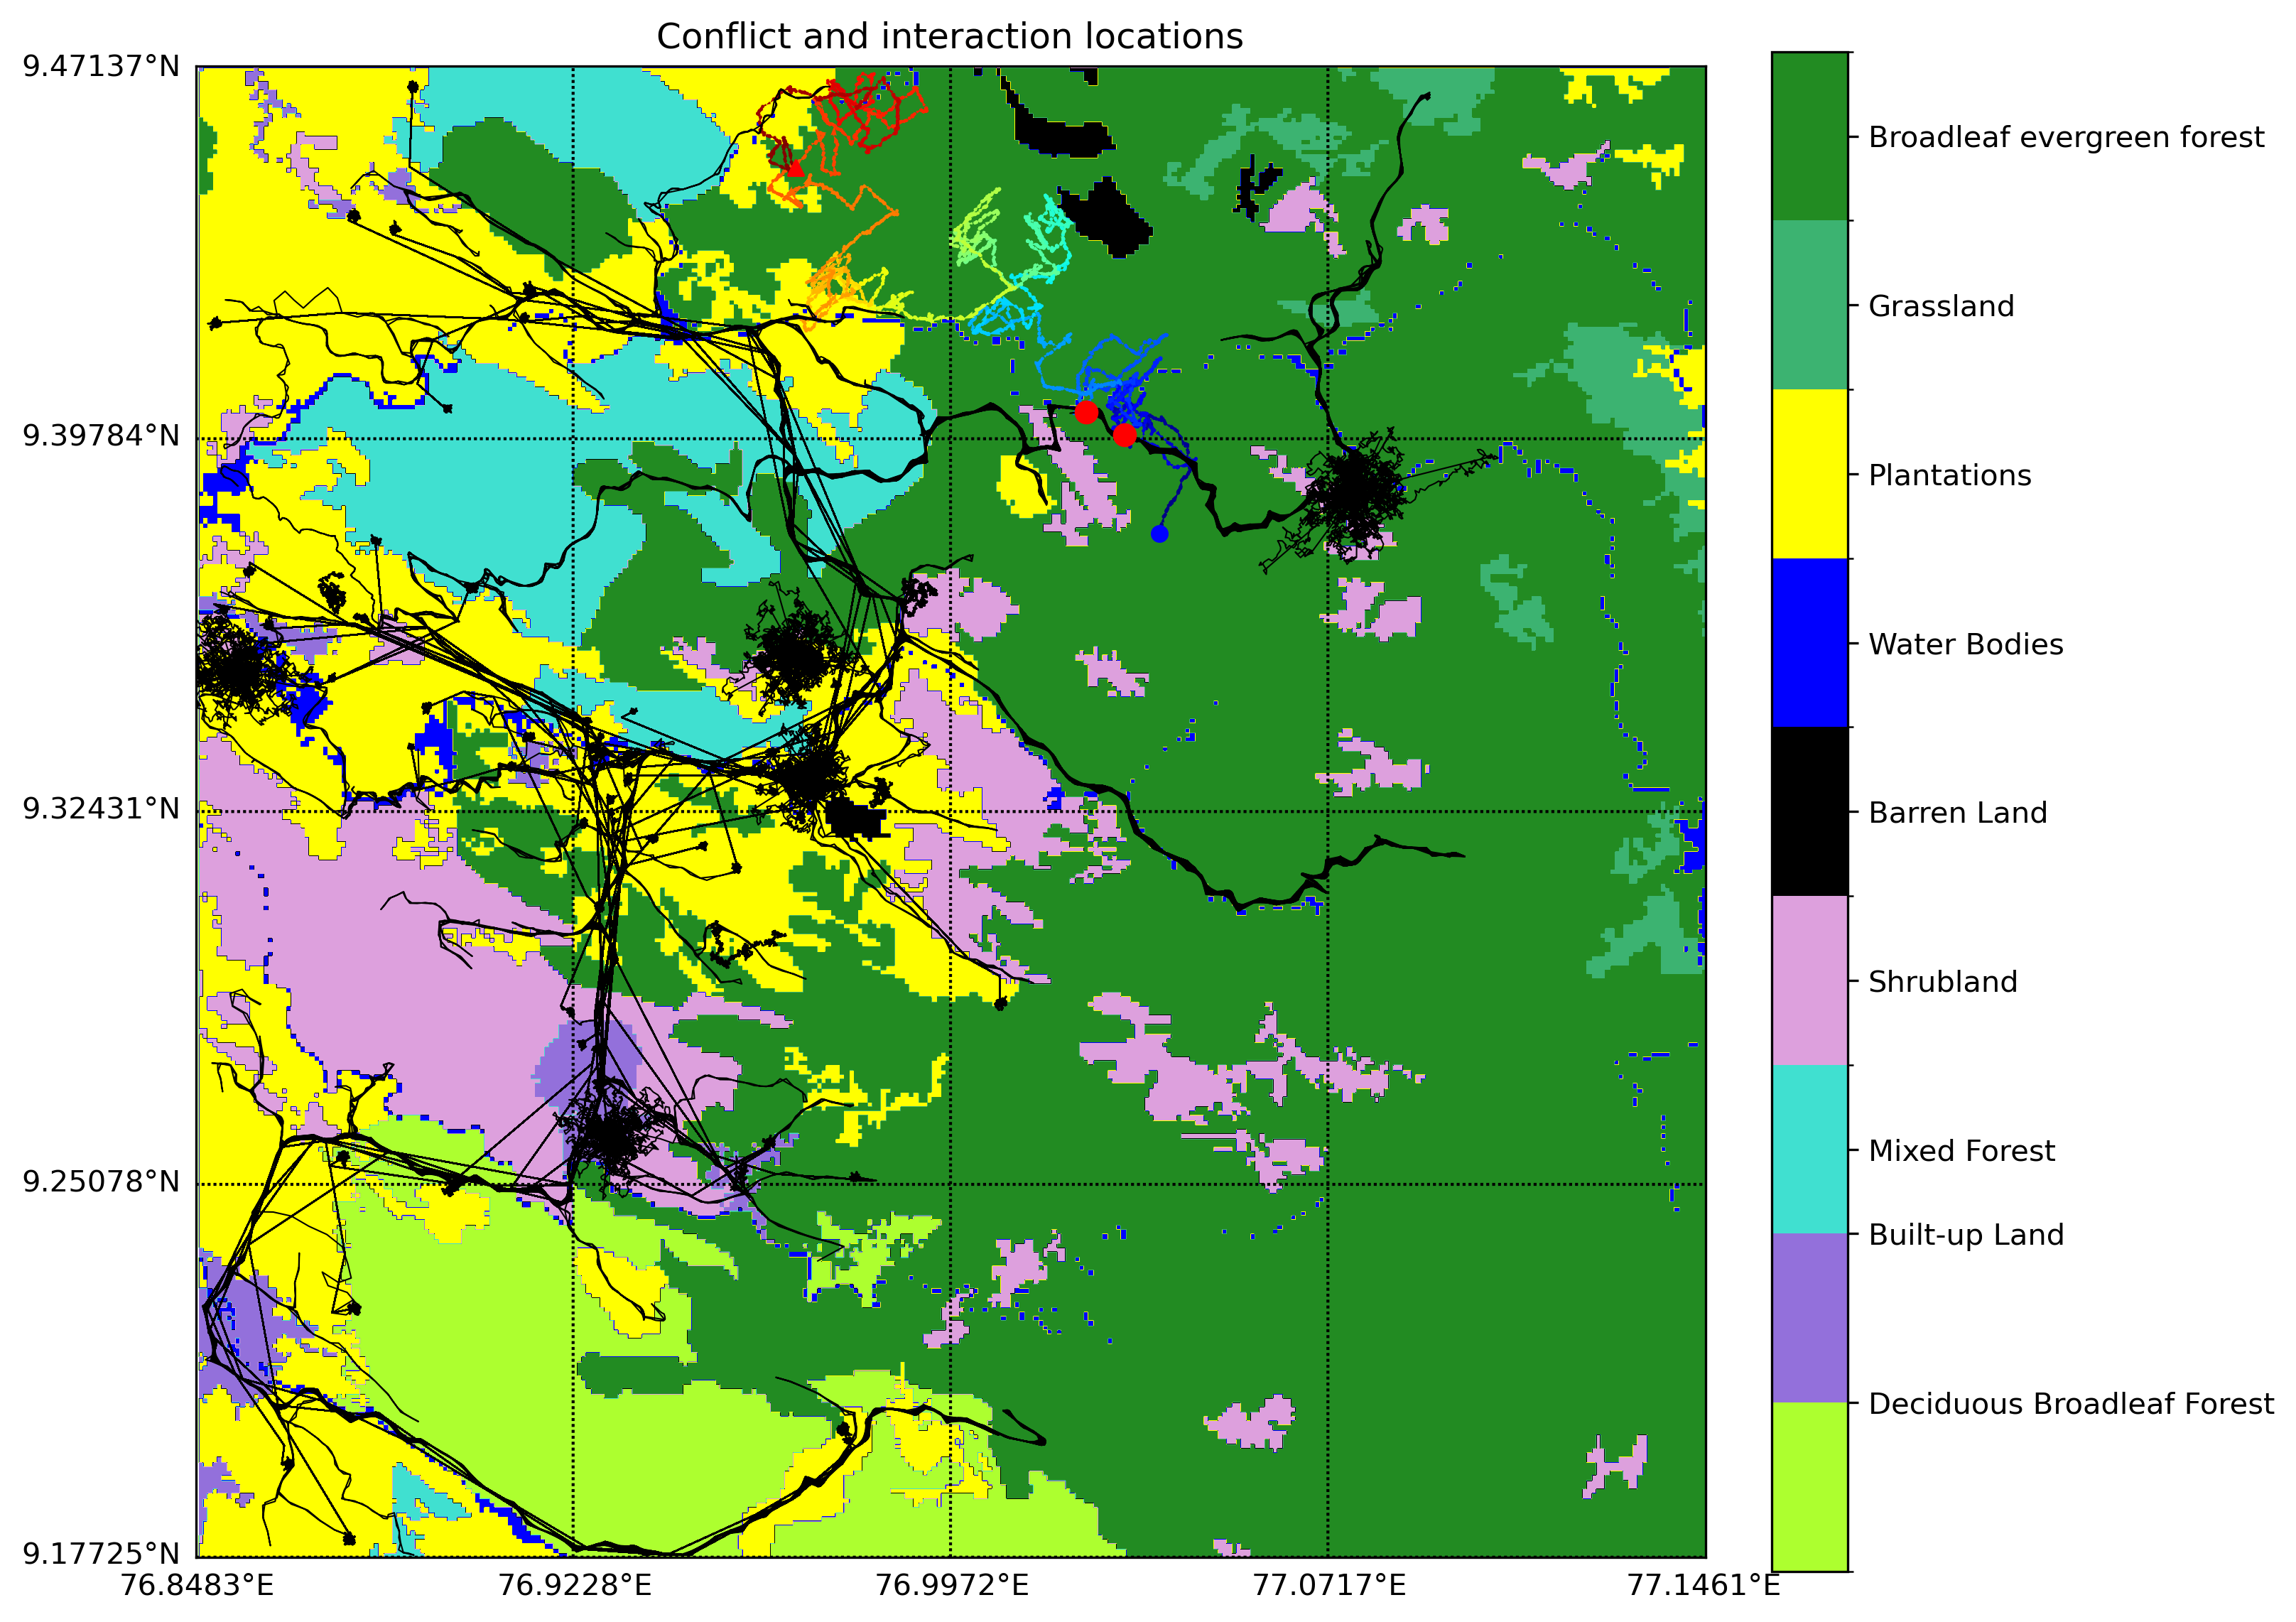 Conflict and interaction locations
9.47137°N
9.39784°N
9.32431°N
9.25078°N
9.17725°N
76.8483°E
76.9228°E
76.9972°E
77.0717°E
77.1461°E
Broadleaf evergreen forest
Grassland
Plantations
Water Bodies
Barren Land
Shrubland
Mixed Forest
Built-up Land
Deciduous Broadleaf Forest